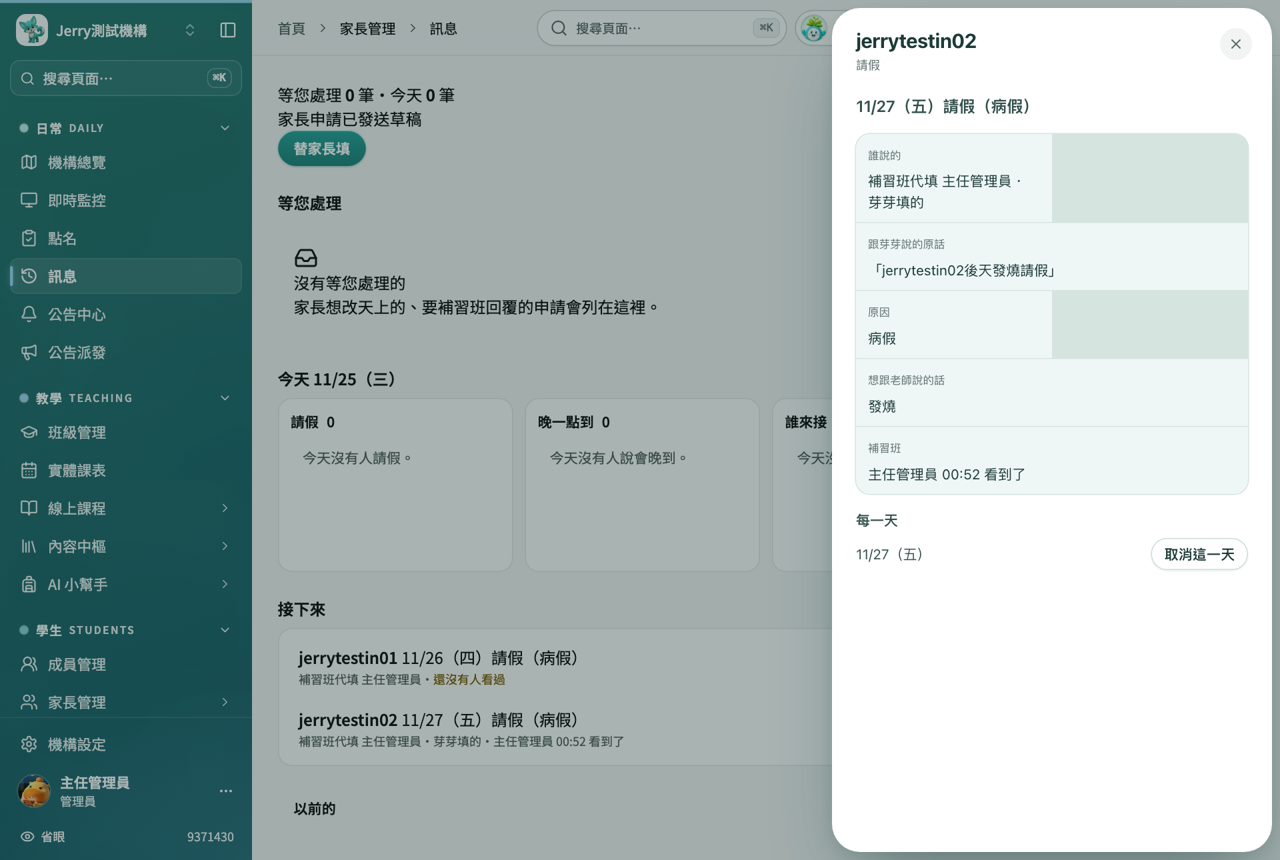 Jerry測試機構
搜尋頁面… ⌘K
日常 DAILY
機構總覽
即時監控
點名
訊息
公告中心
公告派發
教學 TEACHING
班級管理
實體課表
線上課程
內容中樞
AI 小幫手
學生 STUDENTS
成員管理
家長管理
機構設定
主任管理員
管理員
省眼 9371430
首頁 > 家長管理 > 訊息
搜尋頁面… ⌘K
等您處理 0 筆・今天 0 筆
家長申請已發送草稿
替家長填
等您處理
沒有等您處理的
家長想改天上的、要補習班回覆的申請會列在這裡。
今天 11/25（三）
請假 0
今天沒有人請假。
晚一點到 0
今天沒有人說會晚到。
誰來接
今天
接下來
jerrytestin01 11/26（四）請假（病假）
補習班代填 主任管理員・還沒有人看過
jerrytestin02 11/27（五）請假（病假）
補習班代填 主任管理員・芽芽填的・主任管理員 00:52 看到了
以前的
jerrytestin02
請假
11/27（五）請假（病假）
誰說的
補習班代填 主任管理員・
芽芽填的
跟芽芽說的原話
「jerrytestin02後天發燒請假」
原因
病假
想跟老師說的話
發燒
補習班
主任管理員 00:52 看到了
每一天
11/27（五）
取消這一天